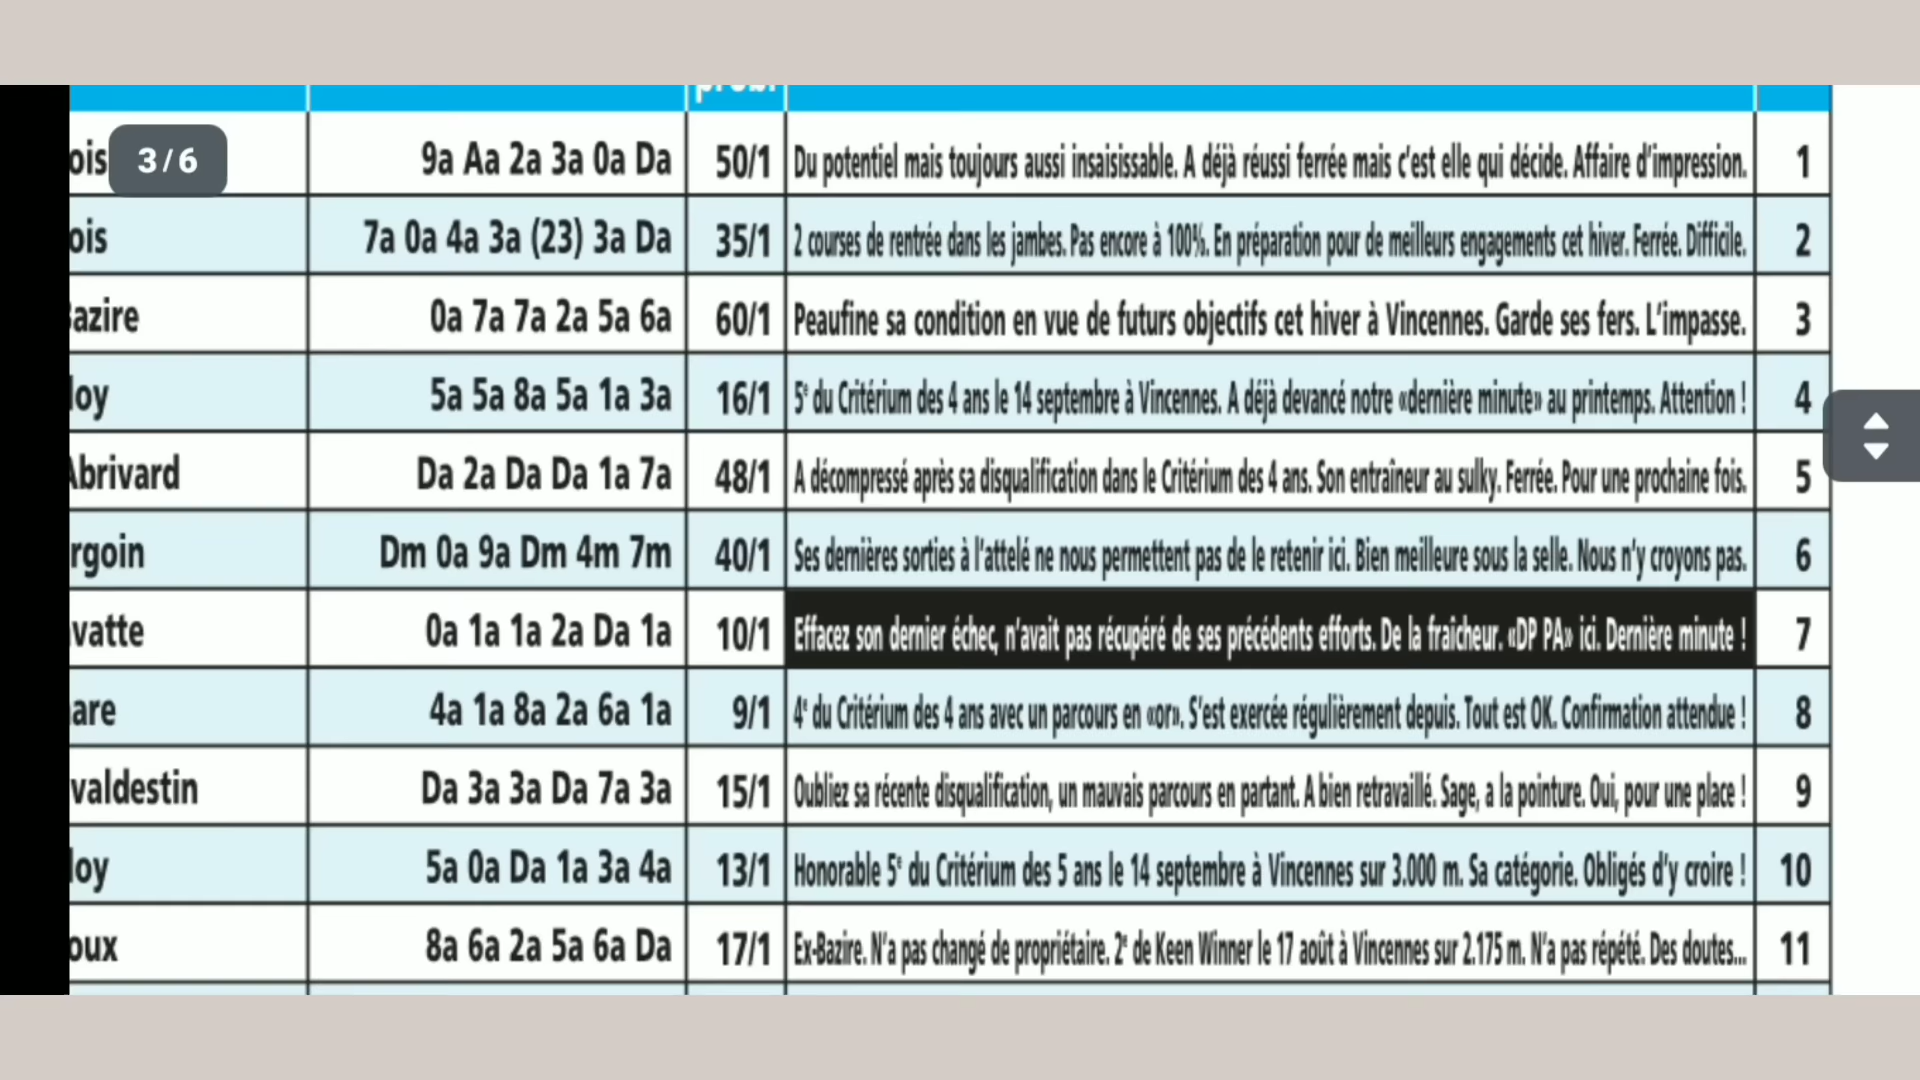 ois 3/6 9a Aa 2a 3a 0a Da 50/1 Du potentiel mais toujours aussi insaisissable. A déjà réussi ferrée mais c'est elle qui décide. Affaire d'impression. 1
ois 7a 0a 4a 3a (23) 3a Da 35/1 2 courses de rentrée dans les jambes. Pas encore à 100%. En préparation pour de meilleurs engagements cet hiver. Ferrée. Difficile. 2
azire 0a 7a 7a 2a 5a 6a 60/1 Peaufine sa condition en vue de futurs objectifs cet hiver à Vincennes. Garde ses fers. L'impasse. 3
loy 5a 5a 8a 5a 1a 3a 16/1 5e du Critérium des 4 ans le 14 septembre à Vincennes. A déjà devancé notre «dernière minute» au printemps. Attention ! 4
Abrivard Da 2a Da Da 1a 7a 48/1 A décompressé après sa disqualification dans le Critérium des 4 ans. Son entraîneur au sulky. Ferrée. Pour une prochaine fois. 5
rgoin Dm 0a 9a Dm 4m 7m 40/1 Ses dernières sorties à l'attelé ne nous permettent pas de le retenir ici. Bien meilleure sous la selle. Nous n'y croyons pas. 6
vatte 0a 1a 1a 2a Da 1a 10/1 Effacez son dernier échec, n'avait pas récupéré de ses précédents efforts. De la fraîcheur. «DP PA» ici. Dernière minute ! 7
are 4a 1a 8a 2a 6a 1a 9/1 4e du Critérium des 4 ans avec un parcours en «or». S'est exercée régulièrement depuis. Tout est OK. Confirmation attendue ! 8
valdestin Da 3a 3a Da 7a 3a 15/1 Oubliez sa récente disqualification, un mauvais parcours en partant. A bien retravaillé. Sage, a la pointure. Oui, pour une place ! 9
loy 5a 0a Da 1a 3a 4a 13/1 Honorable 5e du Critérium des 5 ans le 14 septembre à Vincennes sur 3.000 m. Sa catégorie. Obligés d'y croire ! 10
oux 8a 6a 2a 5a 6a Da 17/1 Ex-Bazire. N'a pas changé de propriétaire. 2e de Keen Winner le 17 août à Vincennes sur 2.175 m. N'a pas répété. Des doutes... 11